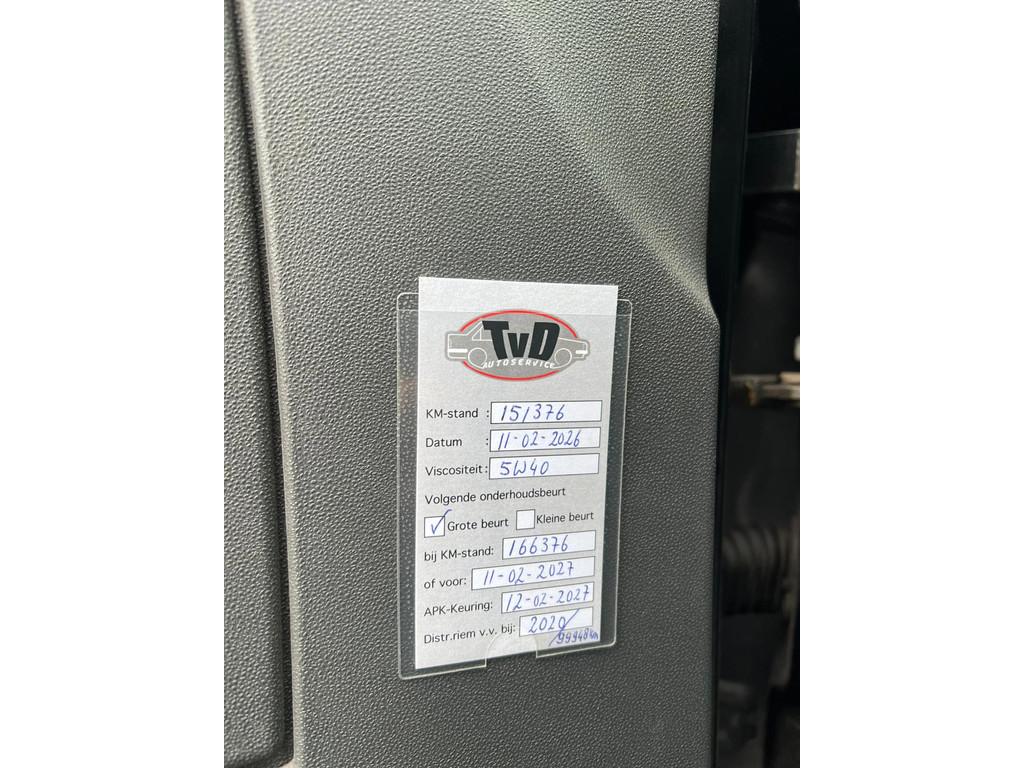 TvD
AUTOSERVICE
KM-stand : 151376
Datum : 11-02-2026
Viscositeit: 5W40
Volgende onderhoudsbeurt
Grote beurt Kleine beurt
bij KM-stand: 166376
of voor: 11-02-2027
APK-Keuring: 12-02-2027
Distr.riem v.v. bij: 2020/
/99948km